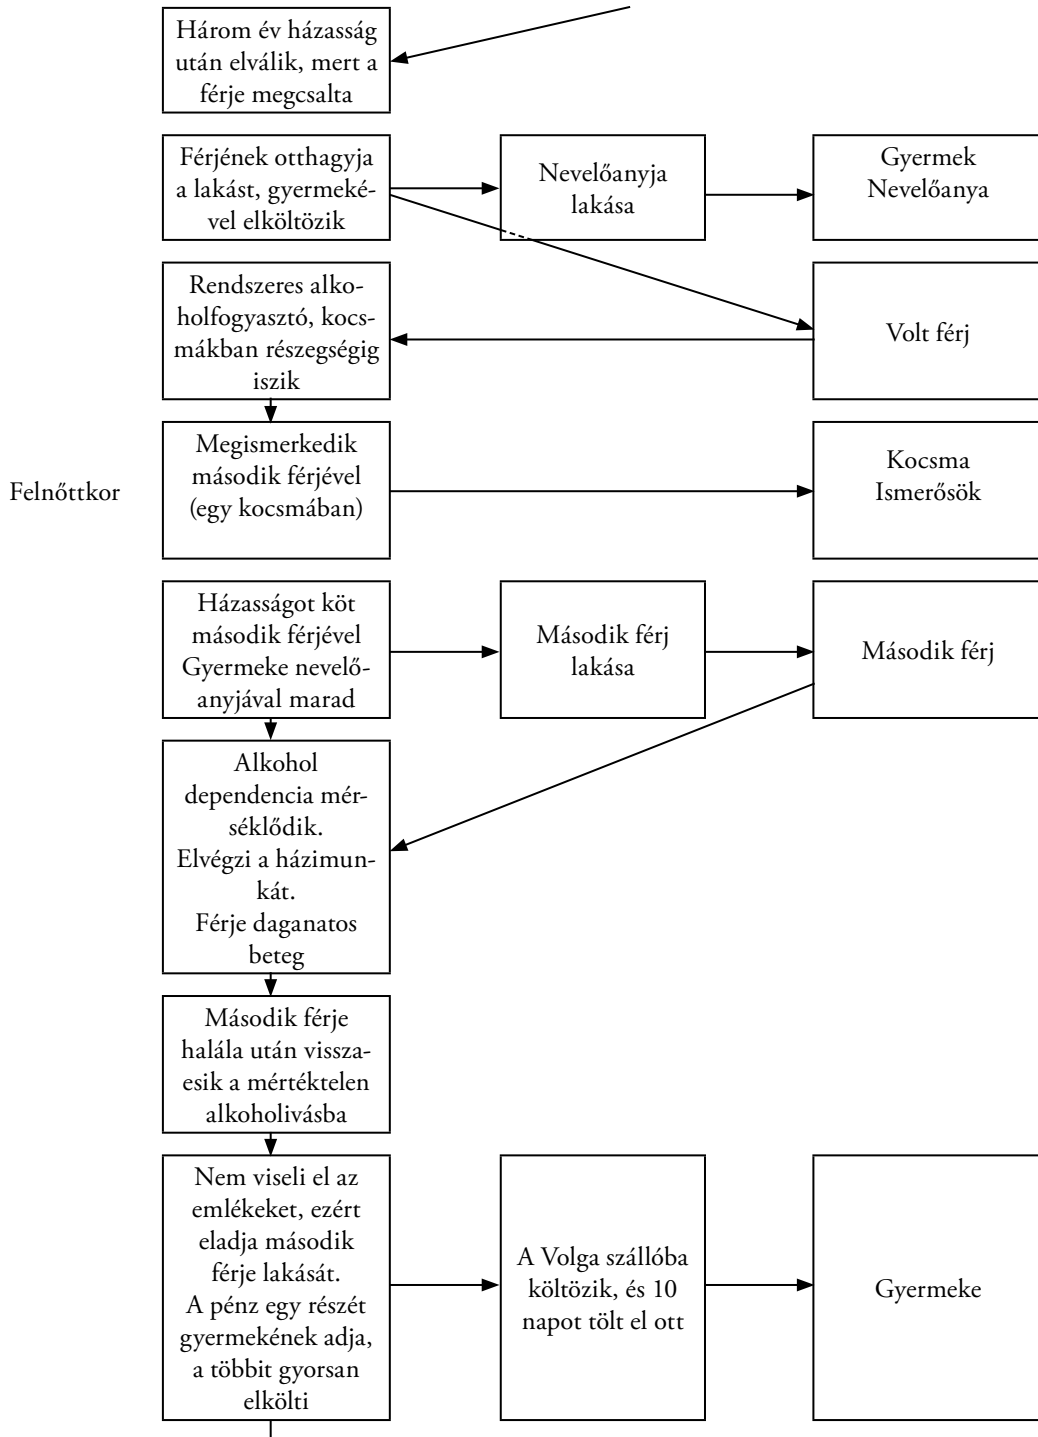 Három év házasság
után elválik, mert a
férje megcsalta
Férjének otthagyja
a lakást, gyermeké-
vel elköltözik
Nevelőanyja
lakása
Gyermek
Nevelőanya
Rendszeres alko-
holfogyasztó, kocs-
mákban részegségig
iszik
Volt férj
Felnőttkor
Megismerkedik
második férjével
(egy kocsmában)
Kocsma
Ismerősök
Házasságot köt
második férjével
Gyermeke nevelő-
anyjával marad
Második férj
lakása
Második férj
Alkohol
dependencia mér-
séklődik.
Elvégzi a házimun-
kát.
Férje daganatos
beteg
Második férje
halála után vissza-
esik a mértéktelen
alkoholivásba
Nem viseli el az
emlékeket, ezért
eladja második
férje lakását.
A pénz egy részét
gyermekének adja,
a többit gyorsan
elkölti
A Volga szállóba
költözik, és 10
napot tölt el ott
Gyermeke